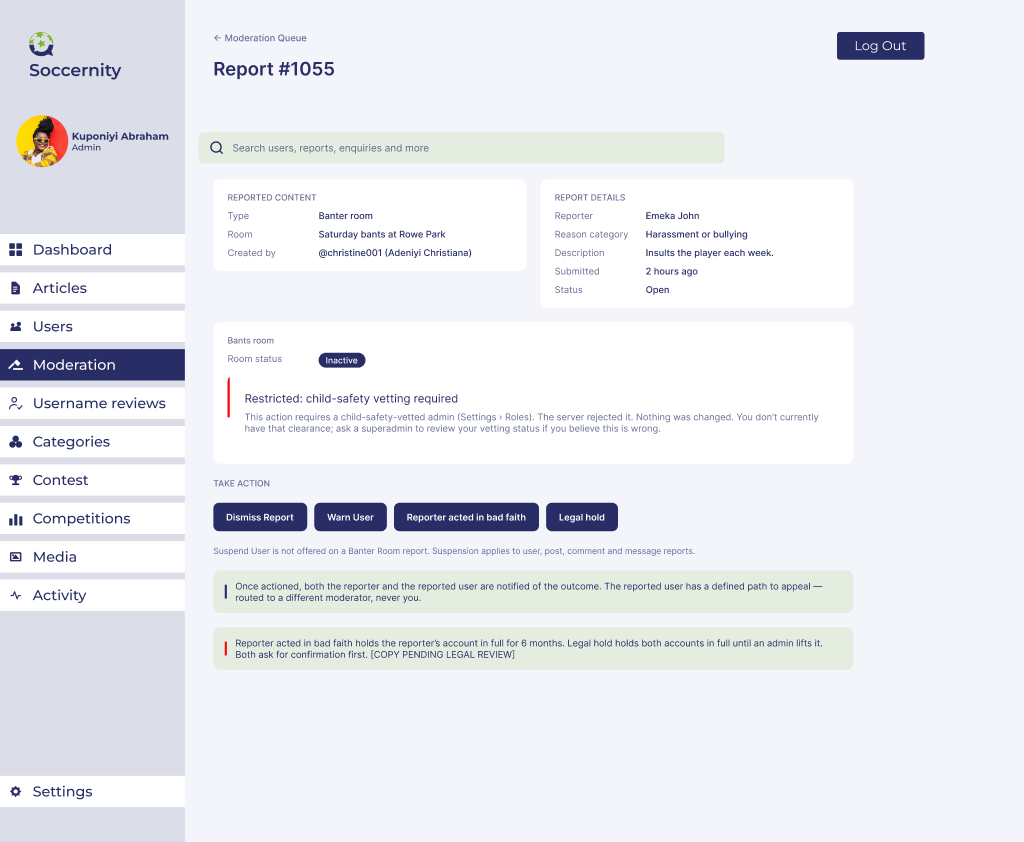 Soccernity
Kuponiyi Abraham
Admin
Dashboard
Articles
Users
Moderation
Username reviews
Categories
Contest
Competitions
Media
Activity
Settings
← Moderation Queue
Report #1055
Log Out
Search users, reports, enquiries and more
REPORTED CONTENT
Type Banter room
Room Saturday bants at Rowe Park
Created by @christine001 (Adeniyi Christiana)
REPORT DETAILS
Reporter Emeka John
Reason category Harassment or bullying
Description Insults the player each week.
Submitted 2 hours ago
Status Open
Bants room
Room status Inactive
Restricted: child-safety vetting required
This action requires a child-safety-vetted admin (Settings › Roles). The server rejected it. Nothing was changed. You don’t currently
have that clearance; ask a superadmin to review your vetting status if you believe this is wrong.
TAKE ACTION
Dismiss Report Warn User Reporter acted in bad faith Legal hold
Suspend User is not offered on a Banter Room report. Suspension applies to user, post, comment and message reports.
Once actioned, both the reporter and the reported user are notified of the outcome. The reported user has a defined path to appeal —
routed to a different moderator, never you.
Reporter acted in bad faith holds the reporter’s account in full for 6 months. Legal hold holds both accounts in full until an admin lifts it.
Both ask for confirmation first. [COPY PENDING LEGAL REVIEW]